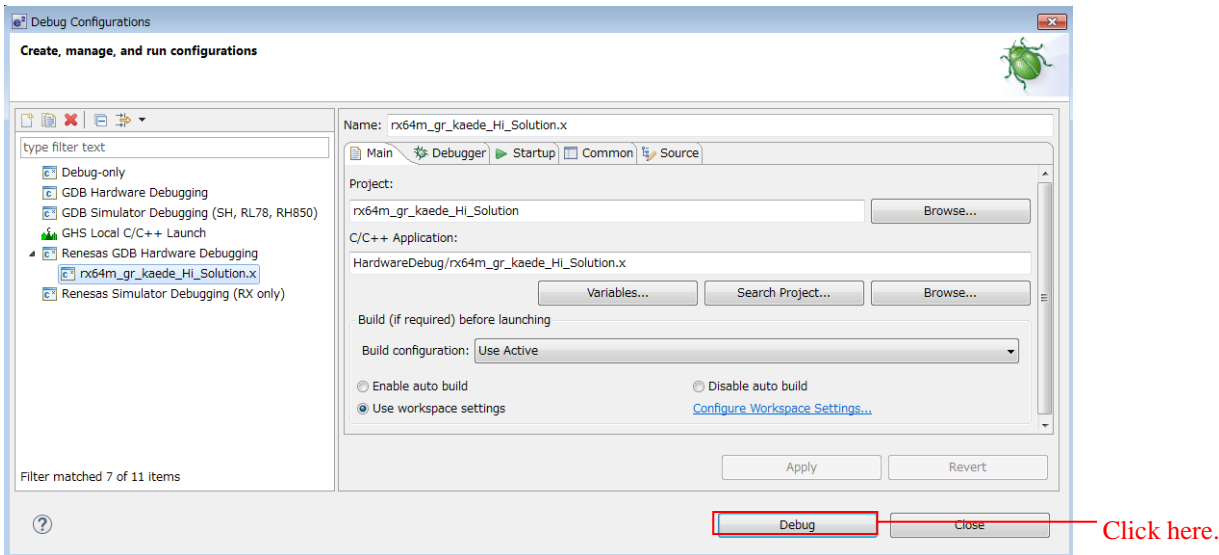 e² Debug Configurations
Create, manage, and run configurations
type filter text
Debug-only
GDB Hardware Debugging
GDB Simulator Debugging (SH, RL78, RH850)
GHS Local C/C++ Launch
Renesas GDB Hardware Debugging
rx64m_gr_kaede_Hi_Solution.x
Renesas Simulator Debugging (RX only)
Filter matched 7 of 11 items
Name: rx64m_gr_kaede_Hi_Solution.x
Main Debugger Startup Common Source
Project:
rx64m_gr_kaede_Hi_Solution Browse...
C/C++ Application:
HardwareDebug/rx64m_gr_kaede_Hi_Solution.x
Variables... Search Project... Browse...
Build (if required) before launching
Build configuration: Use Active
Enable auto build Disable auto build
Use workspace settings Configure Workspace Settings...
Apply Revert
? Debug Close
Click here.